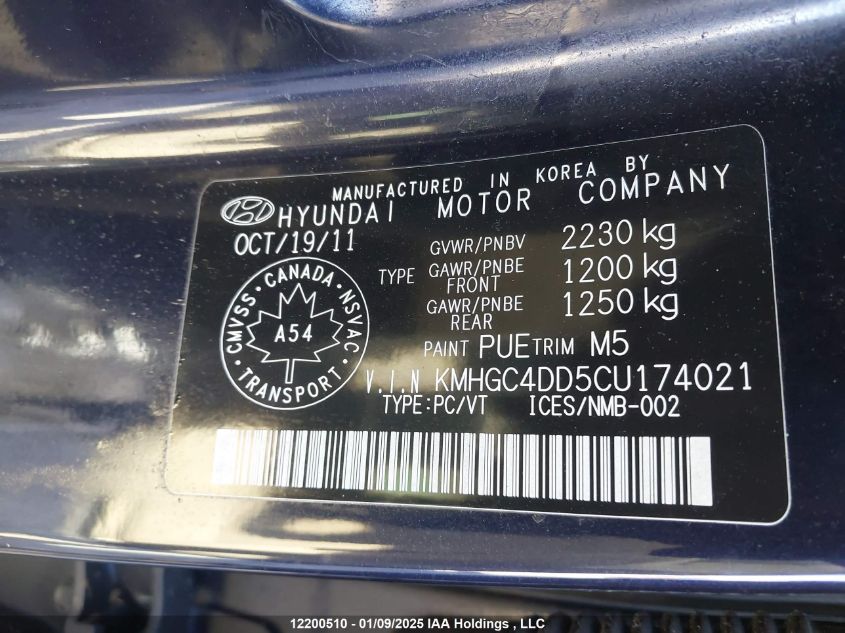 MANUFACTURED IN KOREA BY
HYUNDAI MOTOR COMPANY
OCT/19/11
GVWR/PNBV 2230 kg
TYPE GAWR/PNBE FRONT 1200 kg
GAWR/PNBE REAR 1250 kg
CMVSS · CANADA · NSVAC
A54
· TRANSPORT ·
PAINT PUE TRIM M5
V.I.N KMHGC4DD5CU174021
TYPE:PC/VT ICES/NMB-002
12200510 - 01/09/2025 IAA Holdings , LLC